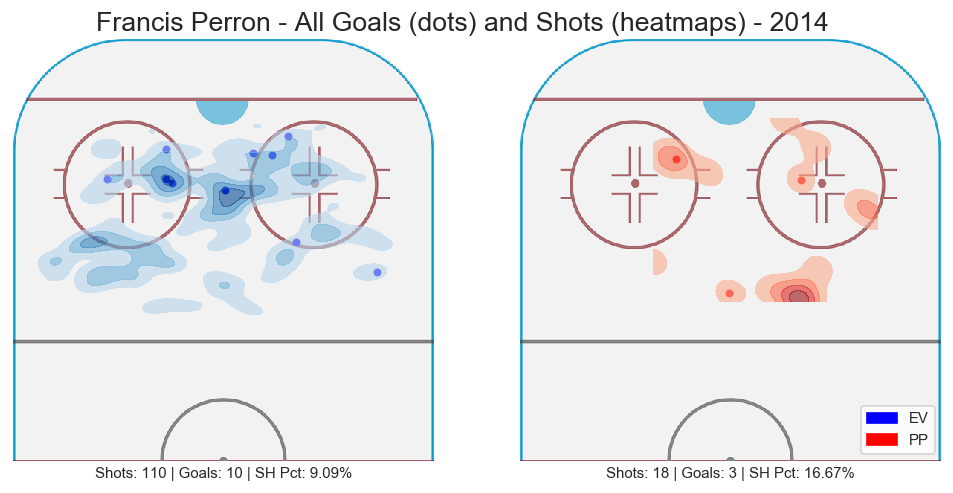 Francis Perron - All Goals (dots) and Shots (heatmaps) - 2014
EV
PP
Shots: 110 | Goals: 10 | SH Pct: 9.09%
Shots: 18 | Goals: 3 | SH Pct: 16.67%